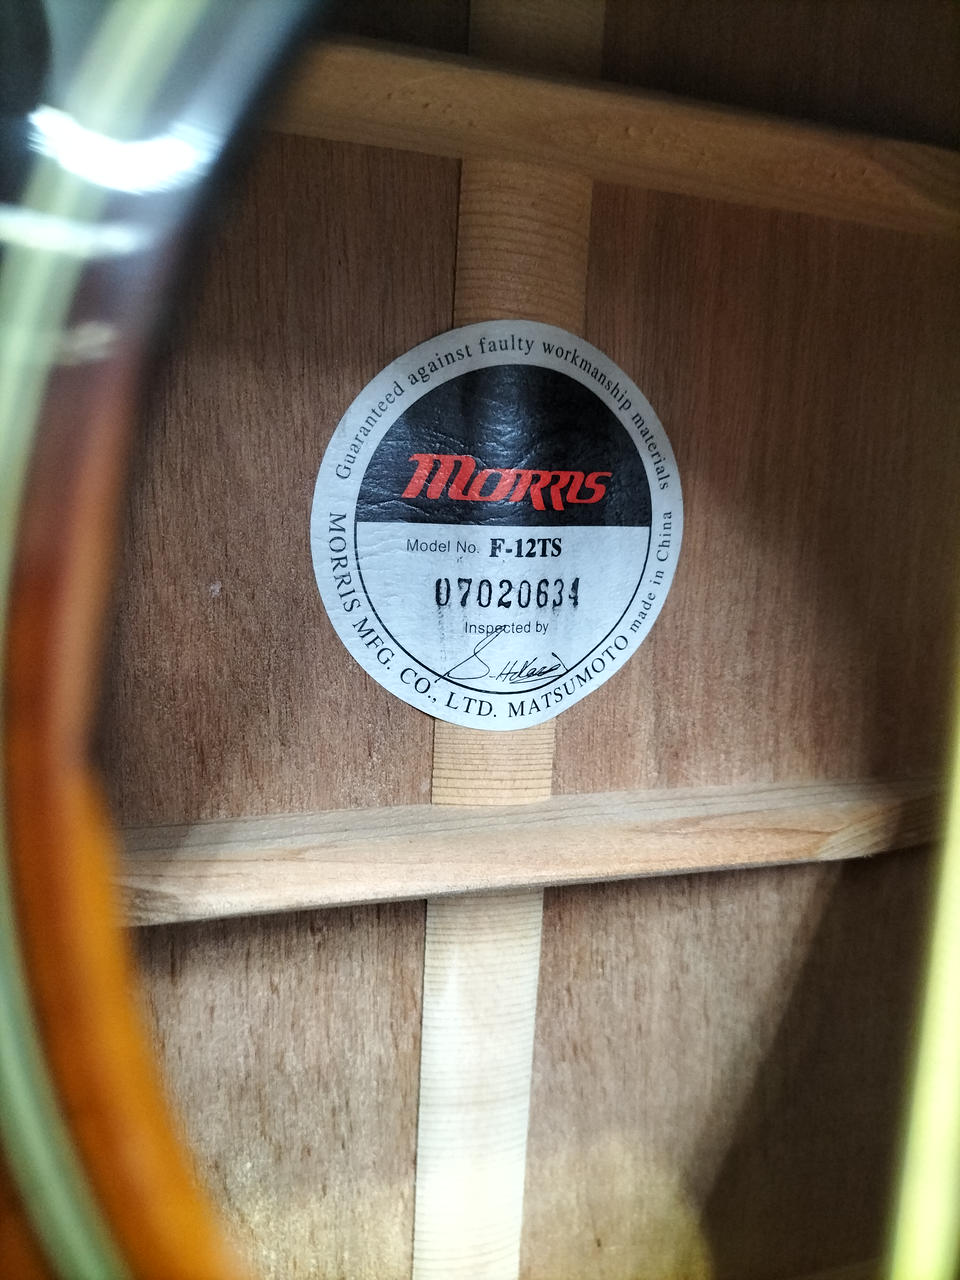 Guaranteed against faulty workmanship materials
MORRIS
Model No. F-12TS
07020634
Inspected by
MORRIS MFG. CO., LTD. MATSUMOTO made in China